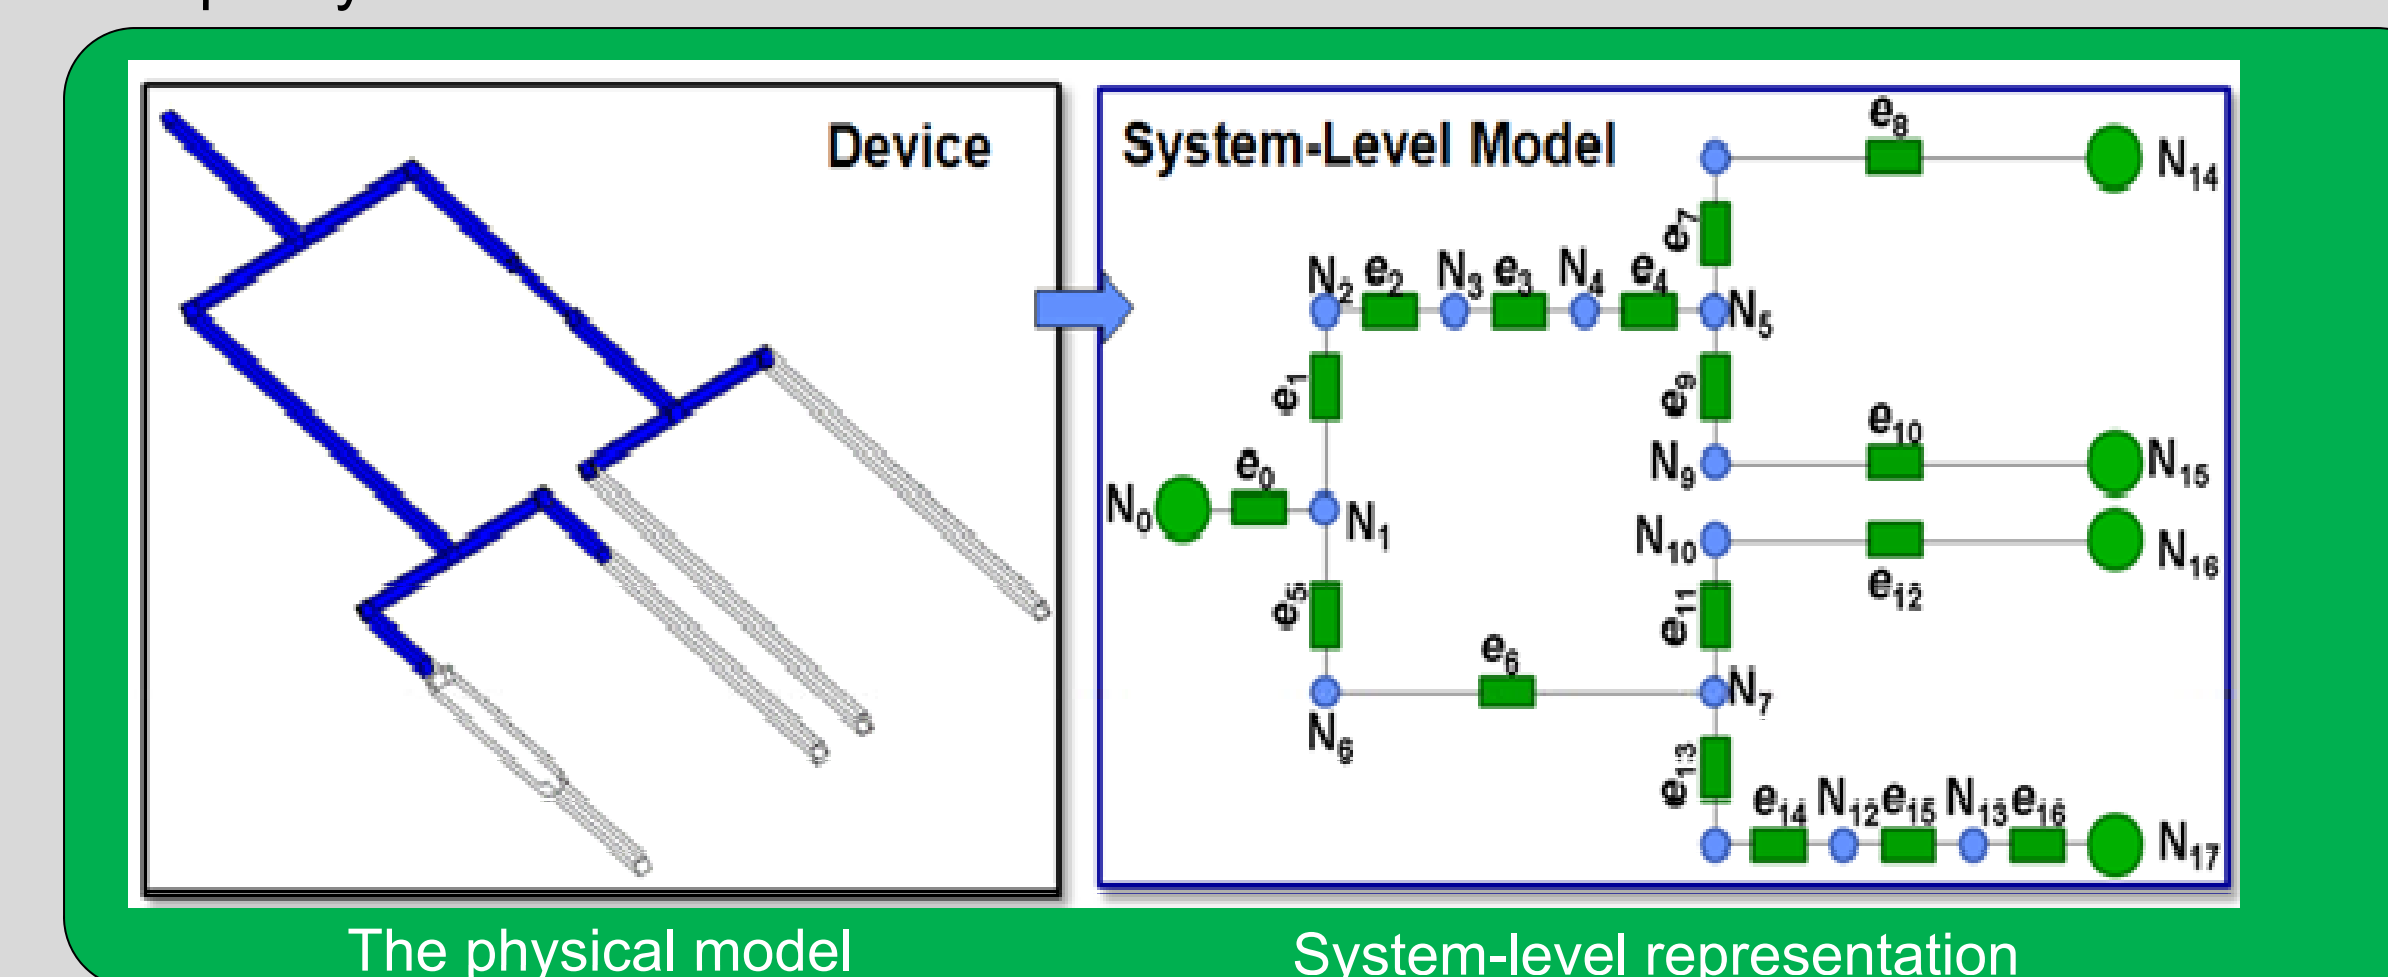 Device
System-Level Model
e8
N14
e7
N2 e2 N3 e3 N4 e4
N5
e1
e9
e10
N9
N15
e0
N0
N1
N10
N16
e12
e5
e11
e6
N7
N6
e13
e14 N12 e15 N13 e16
N17
The physical model
System-level representation